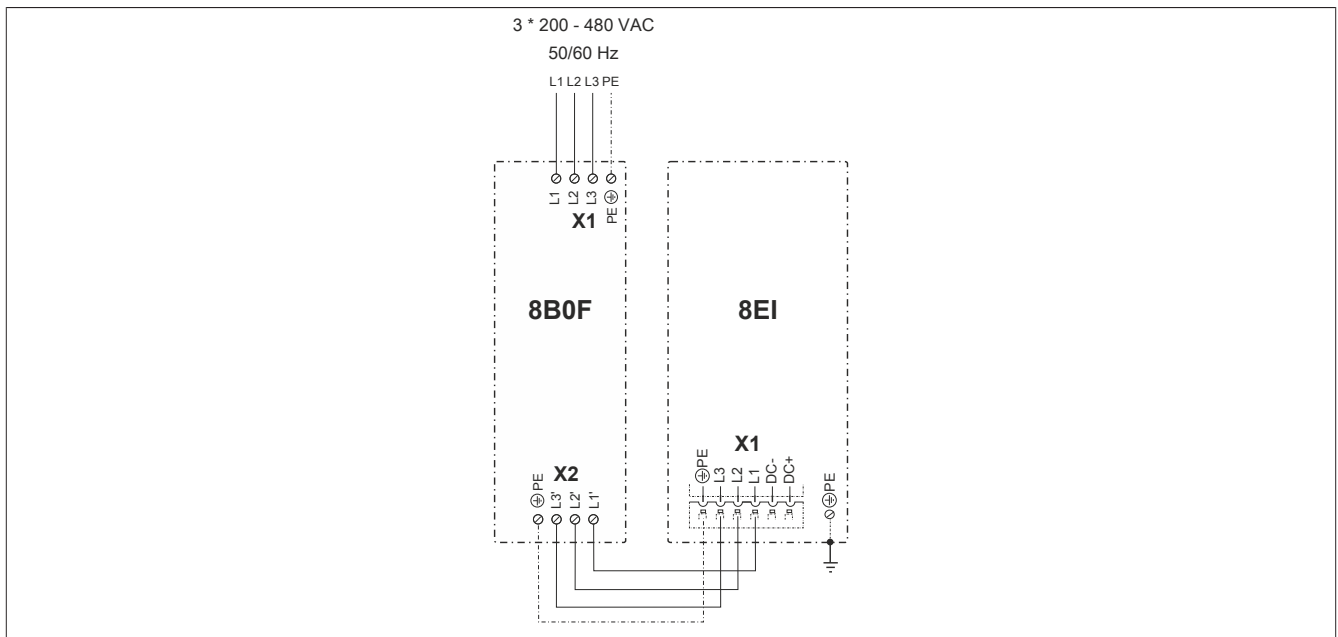 3 * 200 - 480 VAC
50/60 Hz
L1 L2 L3 PE
L1 L2 L3 PE
X1
8B0F
8EI
X2
PE L3' L2' L1'
X1
PE L3 L2 L1 DC- DC+
PE